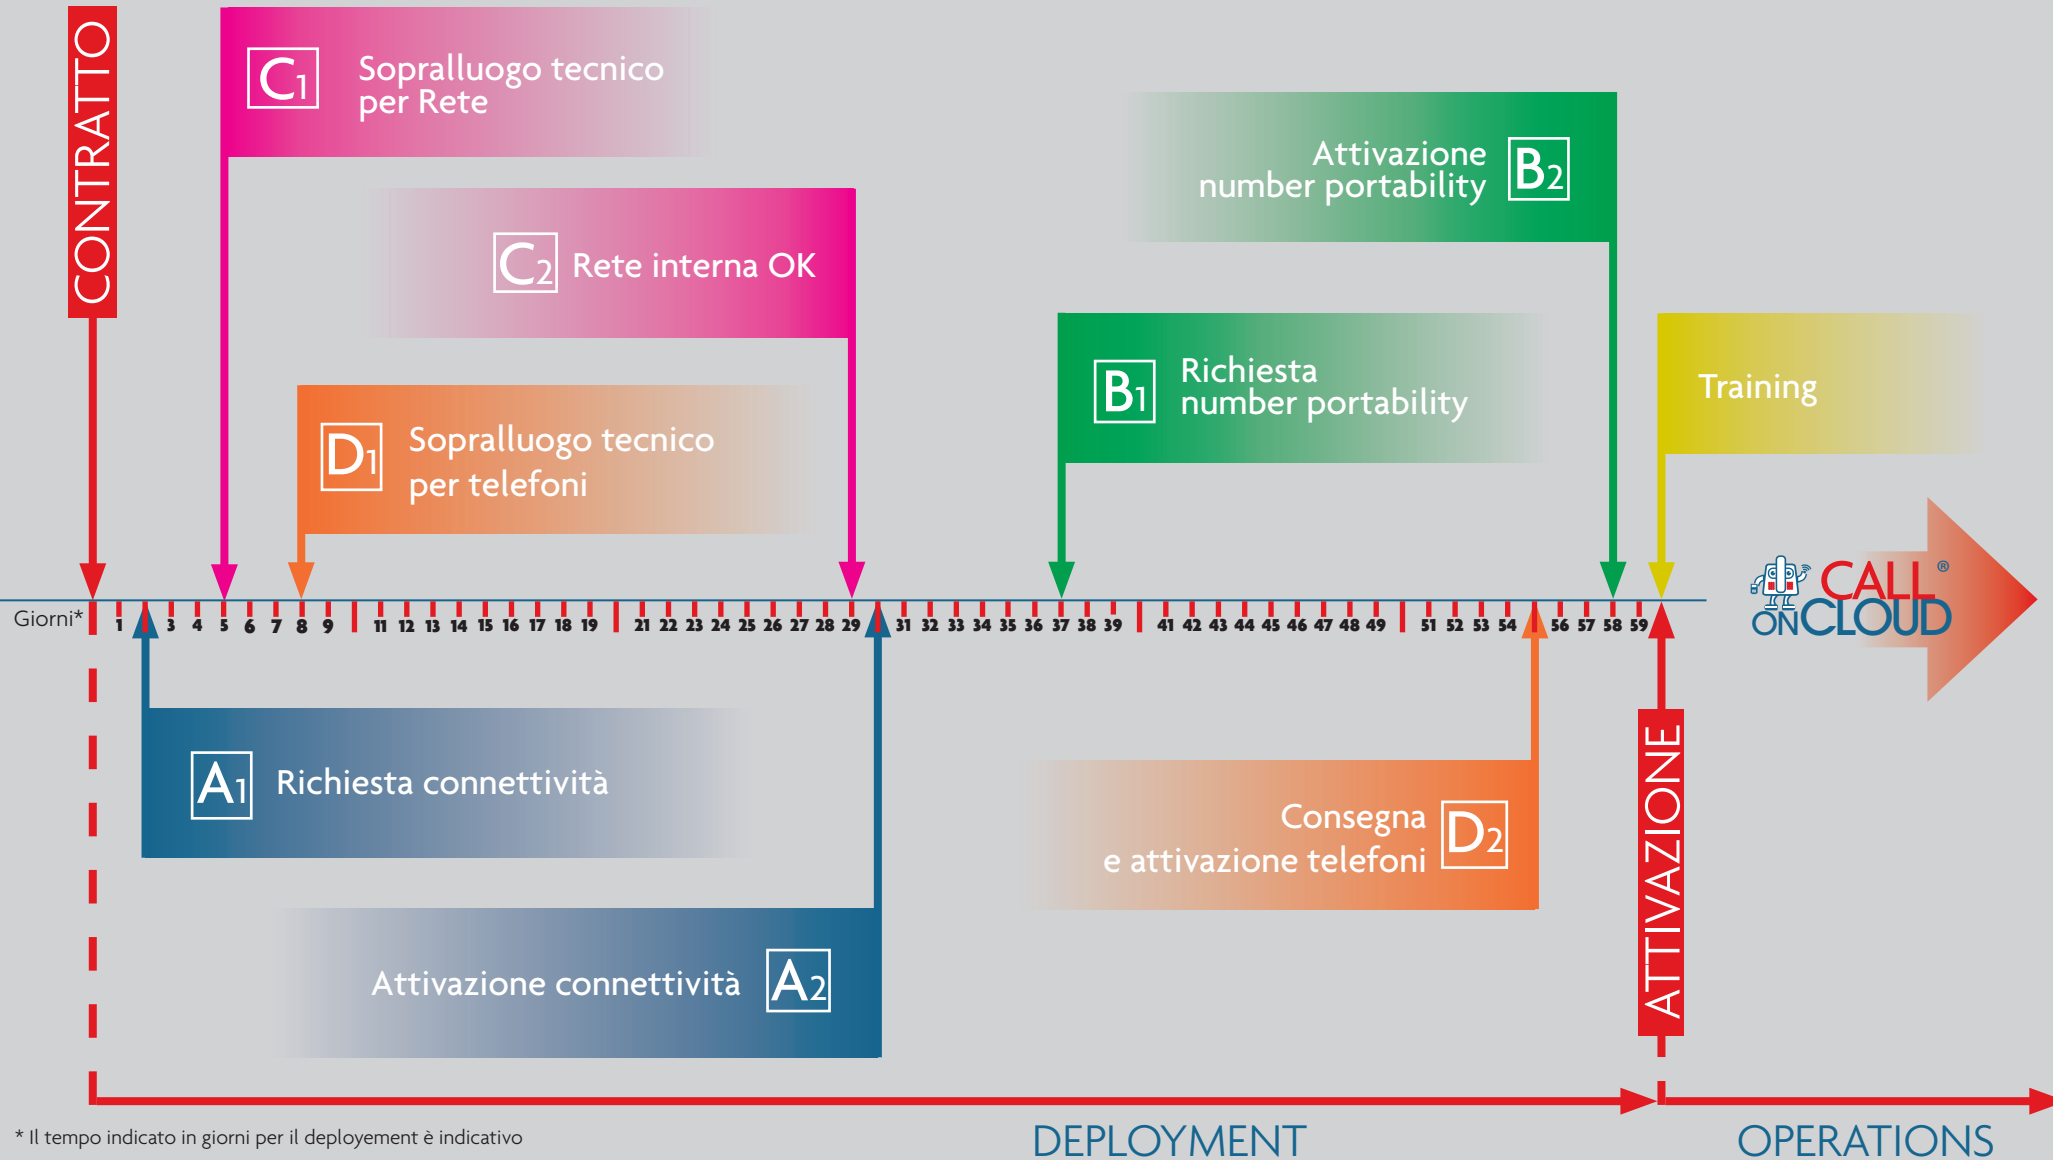 CONTRATTO
C1
Sopralluogo tecnico
per Rete
C2 Rete interna OK
D1
Sopralluogo tecnico
per telefoni
Attivazione
number portability
B2
B1
Richiesta
number portability
Training
CALL®
ONCLOUD
Giorni*
1 3 4 5 6 7 8 9 11 12 13 14 15 16 17 18 19 21 22 23 24 25 26 27 28 29 31 32 33 34 35 36 37 38 39 41 42 43 44 45 46 47 48 49 51 52 53 54 56 57 58 59
A1 Richiesta connettività
Attivazione connettività A2
Consegna
e attivazione telefoni
D2
ATTIVAZIONE
* Il tempo indicato in giorni per il deployement è indicativo
DEPLOYMENT
OPERATIONS